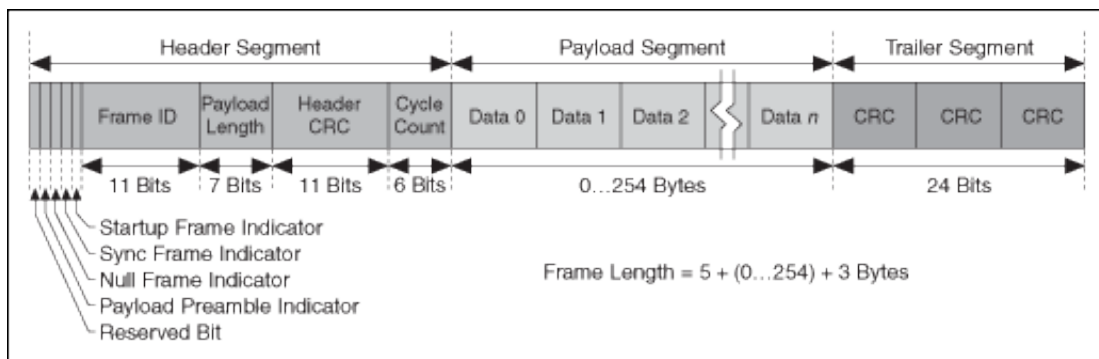 Header Segment Payload Segment Trailer Segment
Frame ID Payload Length Header CRC Cycle Count Data 0 Data 1 Data 2 Data n CRC CRC CRC
11 Bits 7 Bits 11 Bits 6 Bits 0...254 Bytes 24 Bits
Startup Frame Indicator
Sync Frame Indicator
Null Frame Indicator
Payload Preamble Indicator
Reserved Bit
Frame Length = 5 + (0...254) + 3 Bytes